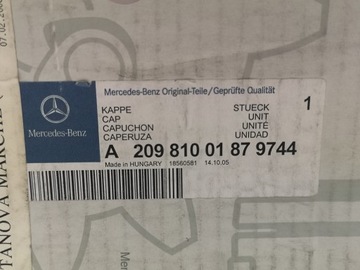 Mercedes-Benz Original-Teile/Geprüfte Qualität
Mercedes-Benz
KAPPE STUECK 1
CAP UNIT
CAPUCHON UNITÉ
CAPERUZA UNIDAD
A 209 810 01 87 9744
Made in HUNGARY 18560581 14.10.05